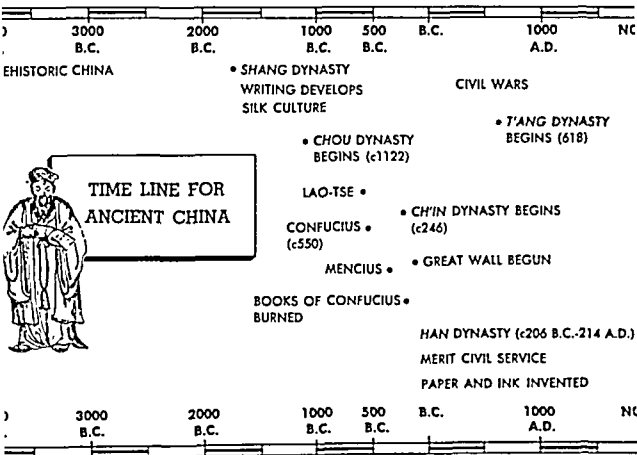 3000 2000 1000 500 B.C. 1000 NO
B.C. B.C. B.C. B.C. A.D.
EHISTORIC CHINA
• SHANG DYNASTY
WRITING DEVELOPS
SILK CULTURE
CIVIL WARS
• T'ANG DYNASTY
BEGINS (618)
• CHOU DYNASTY
BEGINS (c1122)
TIME LINE FOR
ANCIENT CHINA
LAO-TSE •
• CH'IN DYNASTY BEGINS
(c246)
CONFUCIUS •
(c550)
• GREAT WALL BEGUN
MENCIUS •
BOOKS OF CONFUCIUS •
BURNED
HAN DYNASTY (c206 B.C.-214 A.D.)
MERIT CIVIL SERVICE
PAPER AND INK INVENTED
3000 2000 1000 500 B.C. 1000 NO
B.C. B.C. B.C. B.C. A.D.